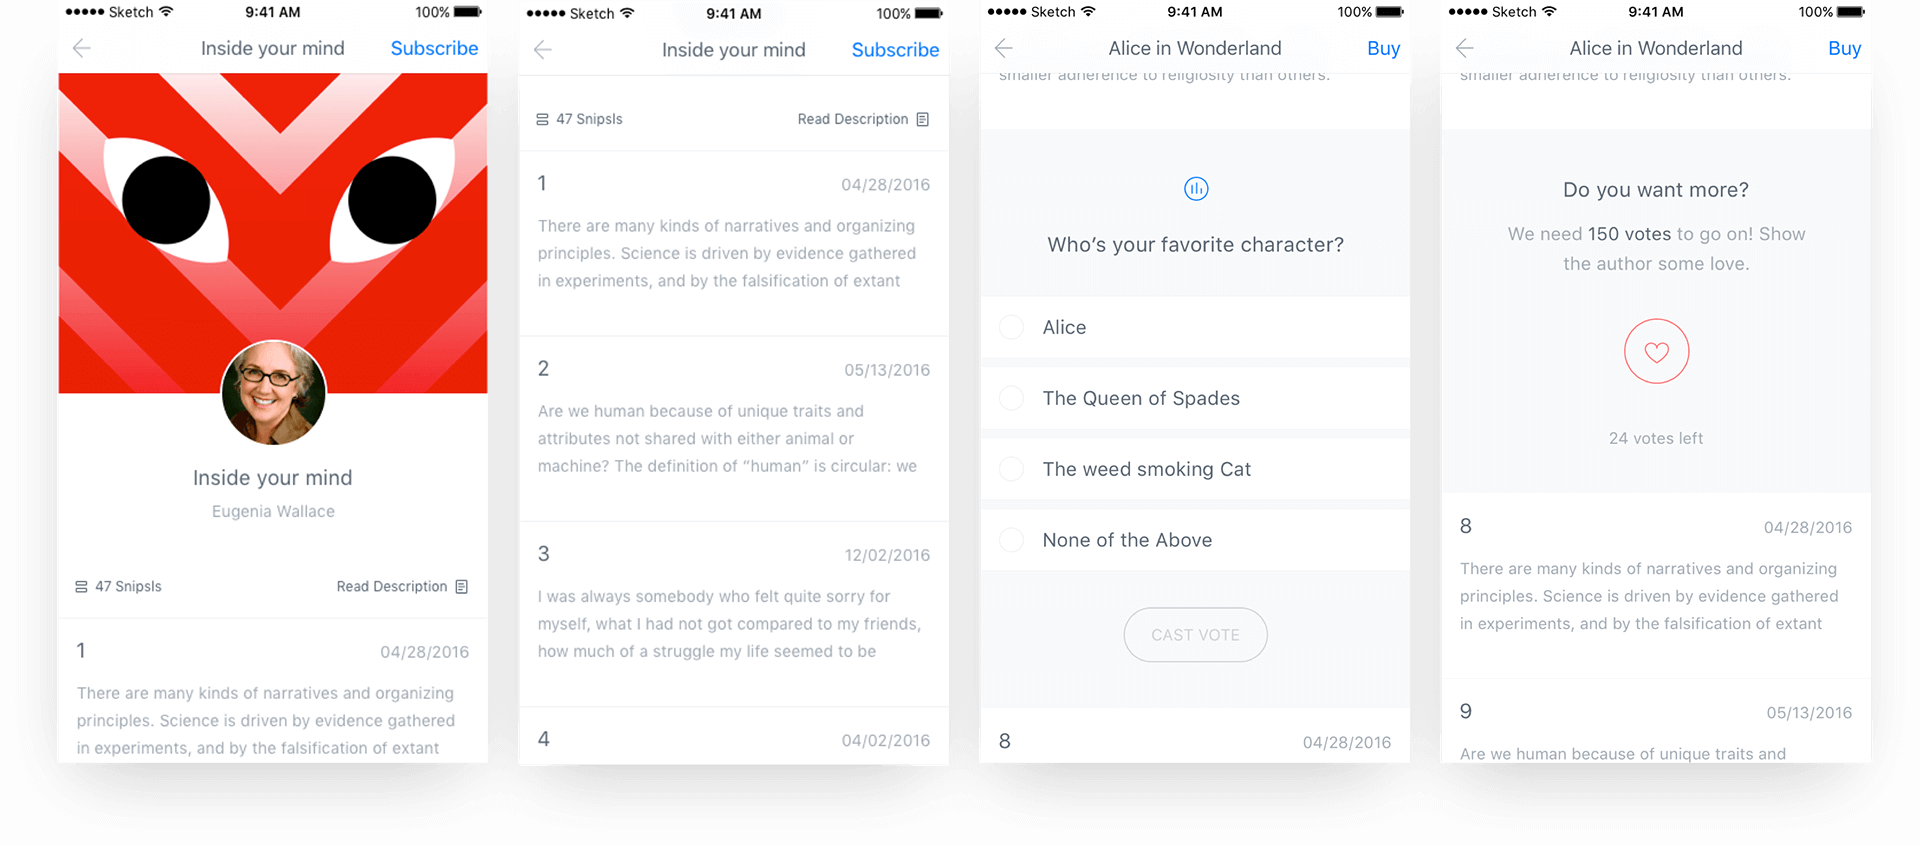 Sketch 9:41 AM 100%
Inside your mind Subscribe
Inside your mind
Eugenia Wallace
47 Snipsls Read Description
1 04/28/2016
There are many kinds of narratives and organizing
principles. Science is driven by evidence gathered
in experiments, and by the falsification of extant
Sketch 9:41 AM 100%
Inside your mind Subscribe
47 Snipsls Read Description
1 04/28/2016
There are many kinds of narratives and organizing
principles. Science is driven by evidence gathered
in experiments, and by the falsification of extant
2 05/13/2016
Are we human because of unique traits and
attributes not shared with either animal or
machine? The definition of “human” is circular: we
3 12/02/2016
I was always somebody who felt quite sorry for
myself, what I had not got compared to my friends,
how much of a struggle my life seemed to be
4 04/02/2016
Sketch 9:41 AM 100%
Alice in Wonderland Buy
smaller adherence to religiosity than others.
Who’s your favorite character?
Alice
The Queen of Spades
The weed smoking Cat
None of the Above
CAST VOTE
8 04/28/2016
Sketch 9:41 AM 100%
Alice in Wonderland Buy
smaller adherence to religiosity than others.
Do you want more?
We need 150 votes to go on! Show
the author some love.
24 votes left
8 04/28/2016
There are many kinds of narratives and organizing
principles. Science is driven by evidence gathered
in experiments, and by the falsification of extant
9 05/13/2016
Are we human because of unique traits and